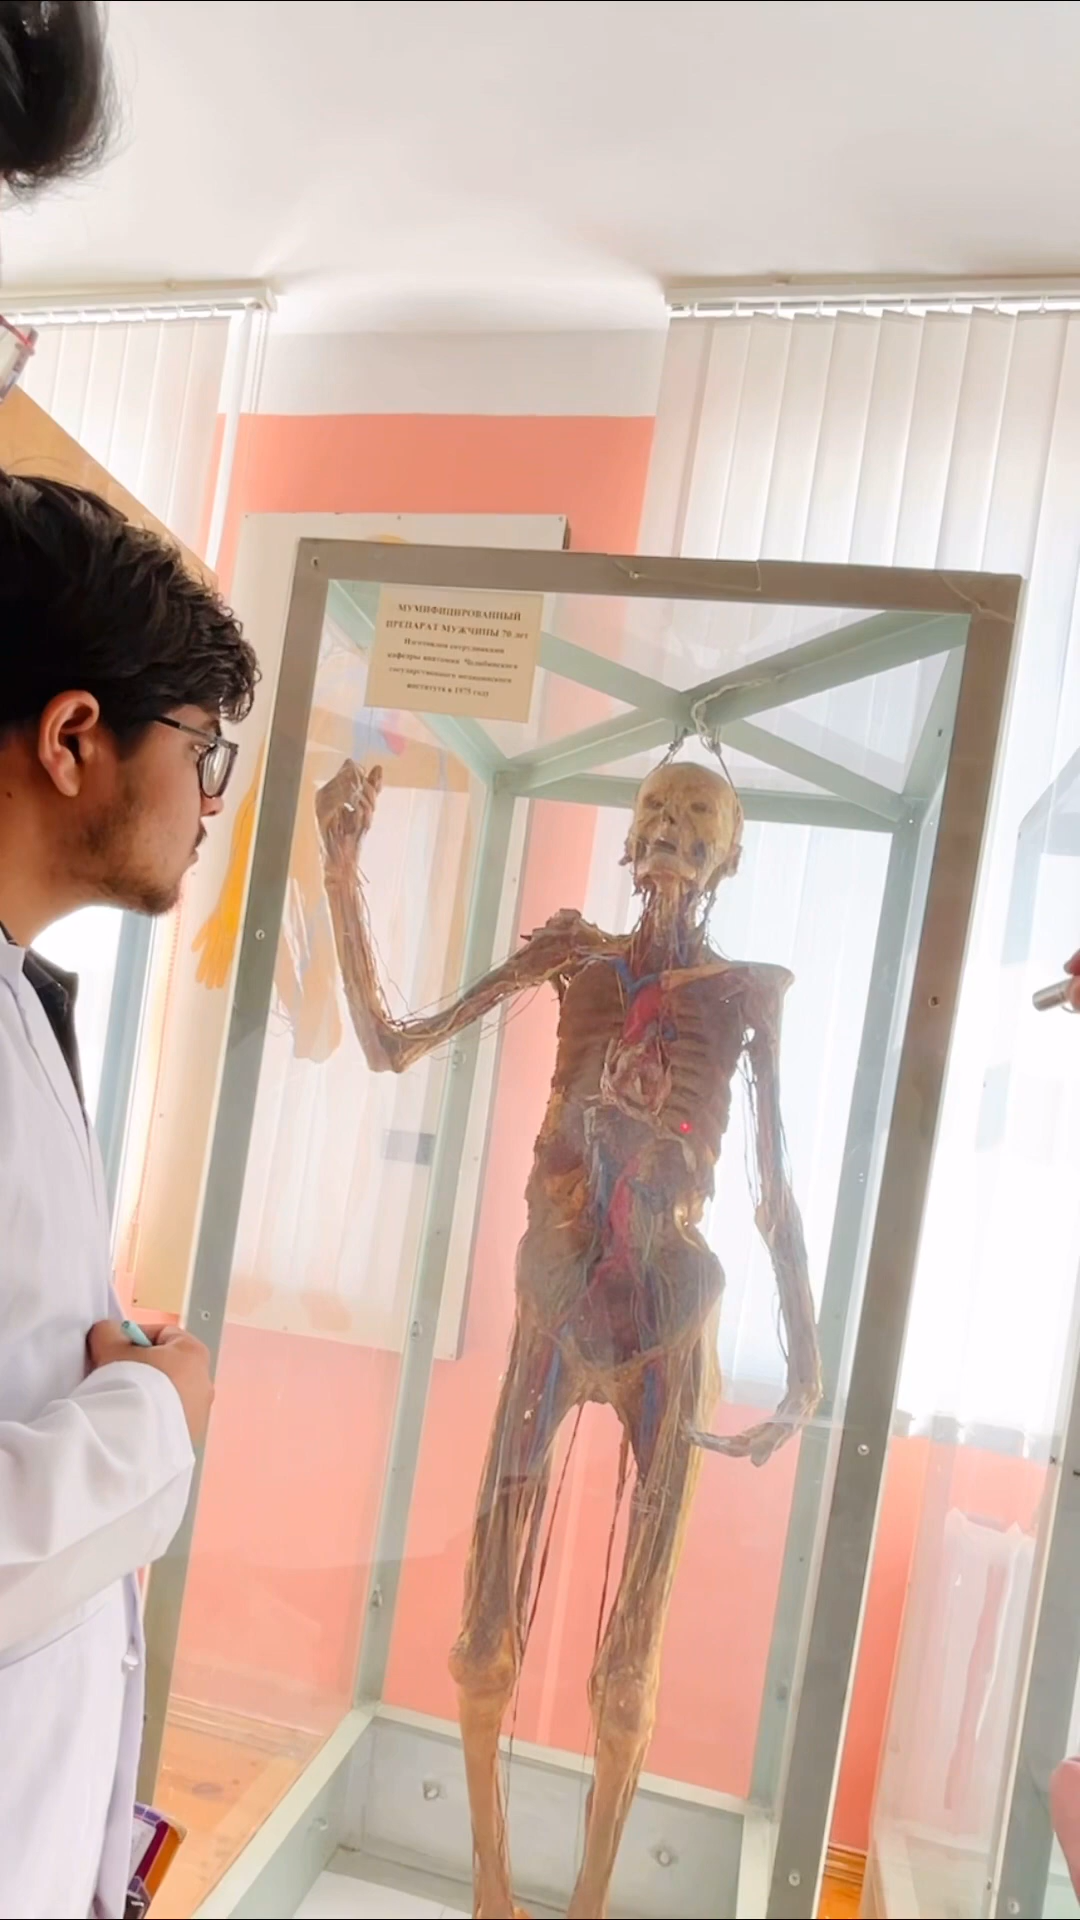 МУМИФИЦИРОВАННЫЙ
ПРЕПАРАТ МУЖЧИНЫ 70 лет
Изготовлен сотрудниками
кафедры анатомии Челябинского
государственного медицинского
института в 1975 году